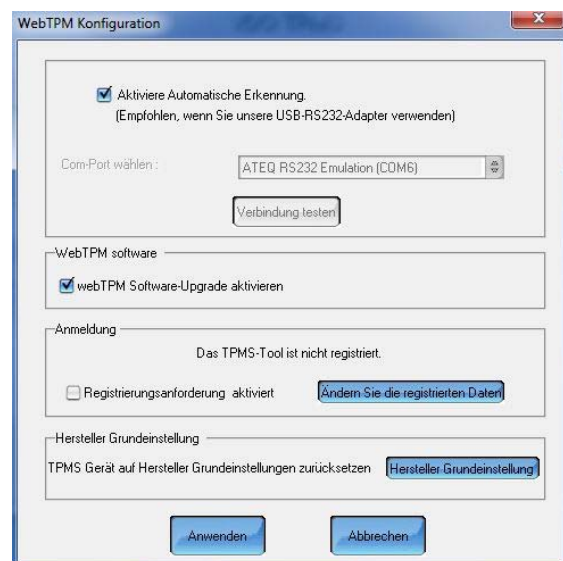 WebTPM Konfiguration
Aktiviere Automatische Erkennung.
(Empfohlen, wenn Sie unsere USB-RS232-Adapter verwenden)
Com-Port wählen :
ATEQ RS232 Emulation (COM6)
Verbindung testen
WebTPM software
webTPM Software-Upgrade aktivieren
Anmeldung
Das TPMS-Tool ist nicht registriert.
Registrierungsanforderung aktiviert
Ändern Sie die registrierten Daten
Hersteller Grundeinstellung
TPMS Gerät auf Hersteller Grundeinstellungen zurücksetzen
Hersteller Grundeinstellung
Anwenden
Abbrechen